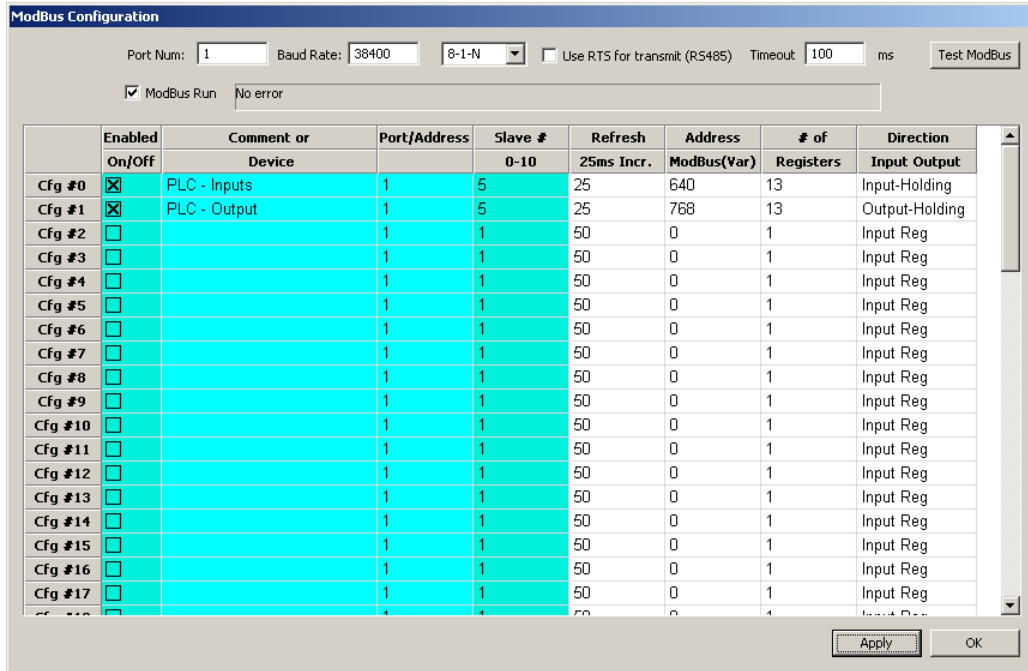 ModBus Configuration
Port Num: 1 Baud Rate: 38400 8-1-N Use RTS for transmit (RS485) Timeout 100 ms Test ModBus
ModBus Run No error
Enabled Comment or Port/Address Slave # Refresh Address # of Direction
On/Off Device 0-10 25ms Incr. ModBus(Var) Registers Input Output
Cfg #0 PLC - Inputs 1 5 25 640 13 Input-Holding
Cfg #1 PLC - Output 1 5 25 768 13 Output-Holding
Cfg #2 1 1 50 0 1 Input Reg
Cfg #3 1 1 50 0 1 Input Reg
Cfg #4 1 1 50 0 1 Input Reg
Cfg #5 1 1 50 0 1 Input Reg
Cfg #6 1 1 50 0 1 Input Reg
Cfg #7 1 1 50 0 1 Input Reg
Cfg #8 1 1 50 0 1 Input Reg
Cfg #9 1 1 50 0 1 Input Reg
Cfg #10 1 1 50 0 1 Input Reg
Cfg #11 1 1 50 0 1 Input Reg
Cfg #12 1 1 50 0 1 Input Reg
Cfg #13 1 1 50 0 1 Input Reg
Cfg #14 1 1 50 0 1 Input Reg
Cfg #15 1 1 50 0 1 Input Reg
Cfg #16 1 1 50 0 1 Input Reg
Cfg #17 1 1 50 0 1 Input Reg
Apply OK